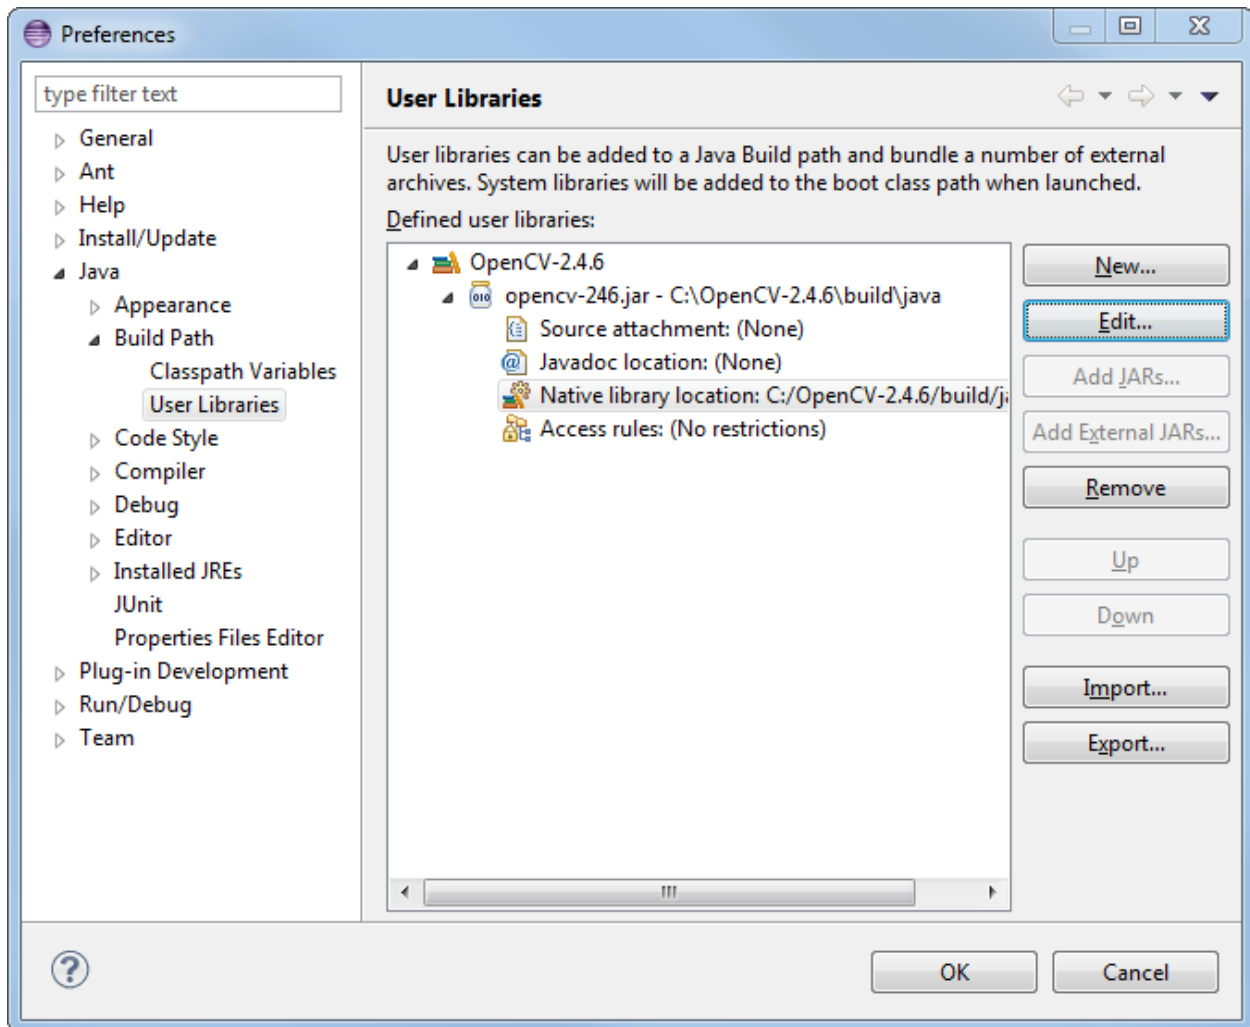 Preferences
type filter text
General
Ant
Help
Install/Update
Java
Appearance
Build Path
Classpath Variables
User Libraries
Code Style
Compiler
Debug
Editor
Installed JREs
JUnit
Properties Files Editor
Plug-in Development
Run/Debug
Team
User Libraries
User libraries can be added to a Java Build path and bundle a number of external
archives. System libraries will be added to the boot class path when launched.
Defined user libraries:
OpenCV-2.4.6
opencv-246.jar - C:\OpenCV-2.4.6\build\java
Source attachment: (None)
Javadoc location: (None)
Native library location: C:/OpenCV-2.4.6/build/j
Access rules: (No restrictions)
New...
Edit...
Add JARs...
Add External JARs...
Remove
Up
Down
Import...
Export...
OK
Cancel